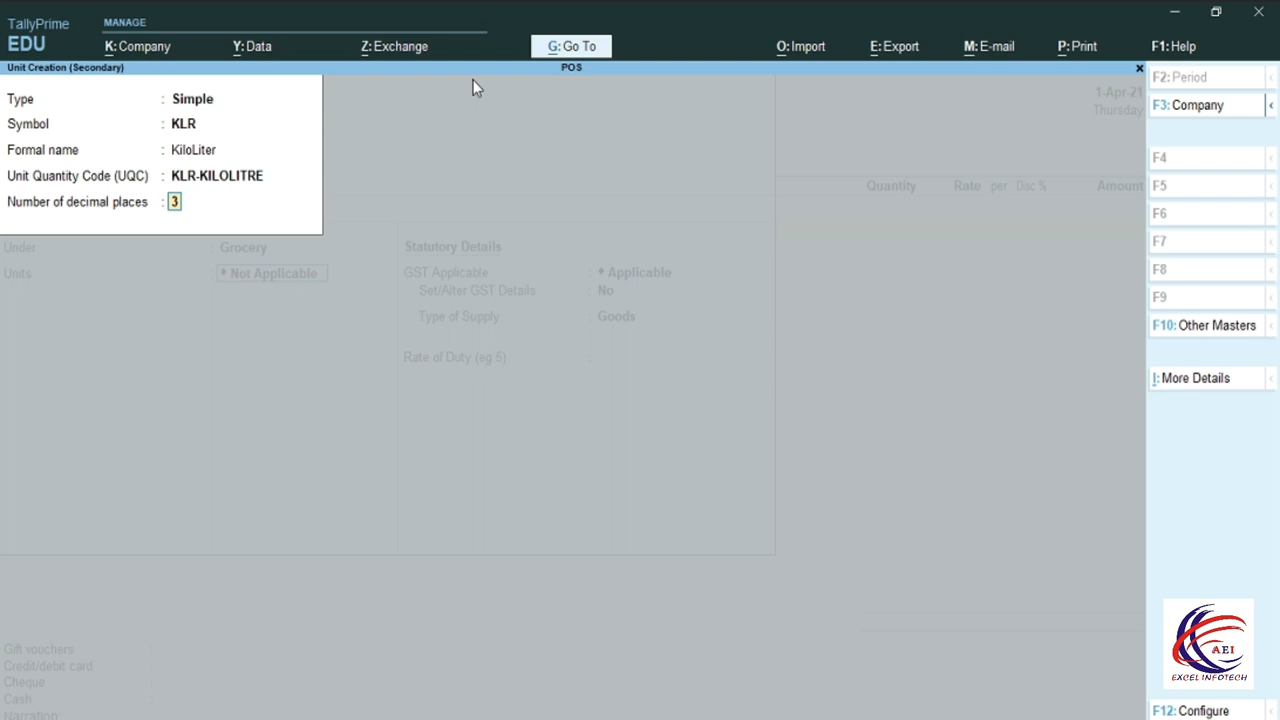 TallyPrime
EDU
MANAGE
K: Company
Y: Data
Z: Exchange
G: Go To
O: Import
E: Export
M: E-mail
P: Print
F1: Help
Unit Creation (Secondary)
POS
Type : Simple
Symbol : KLR
Formal name : KiloLiter
Unit Quantity Code (UQC) : KLR-KILOLITRE
Number of decimal places : 3
1-Apr-21
Thursday
Quantity Rate per Disc % Amount
Under : Grocery
Units : ♦ Not Applicable
Statutory Details
GST Applicable : ♦ Applicable
Set/Alter GST Details : No
Type of Supply : Goods
Rate of Duty (eg 5) :
Gift vouchers :
Credit/debit card :
Cheque :
Cash :
Narration:
F2: Period
F3: Company
F4
F5
F6
F7
F8
F9
F10: Other Masters
I: More Details
AEI
EXCEL INFOTECH
F12: Configure